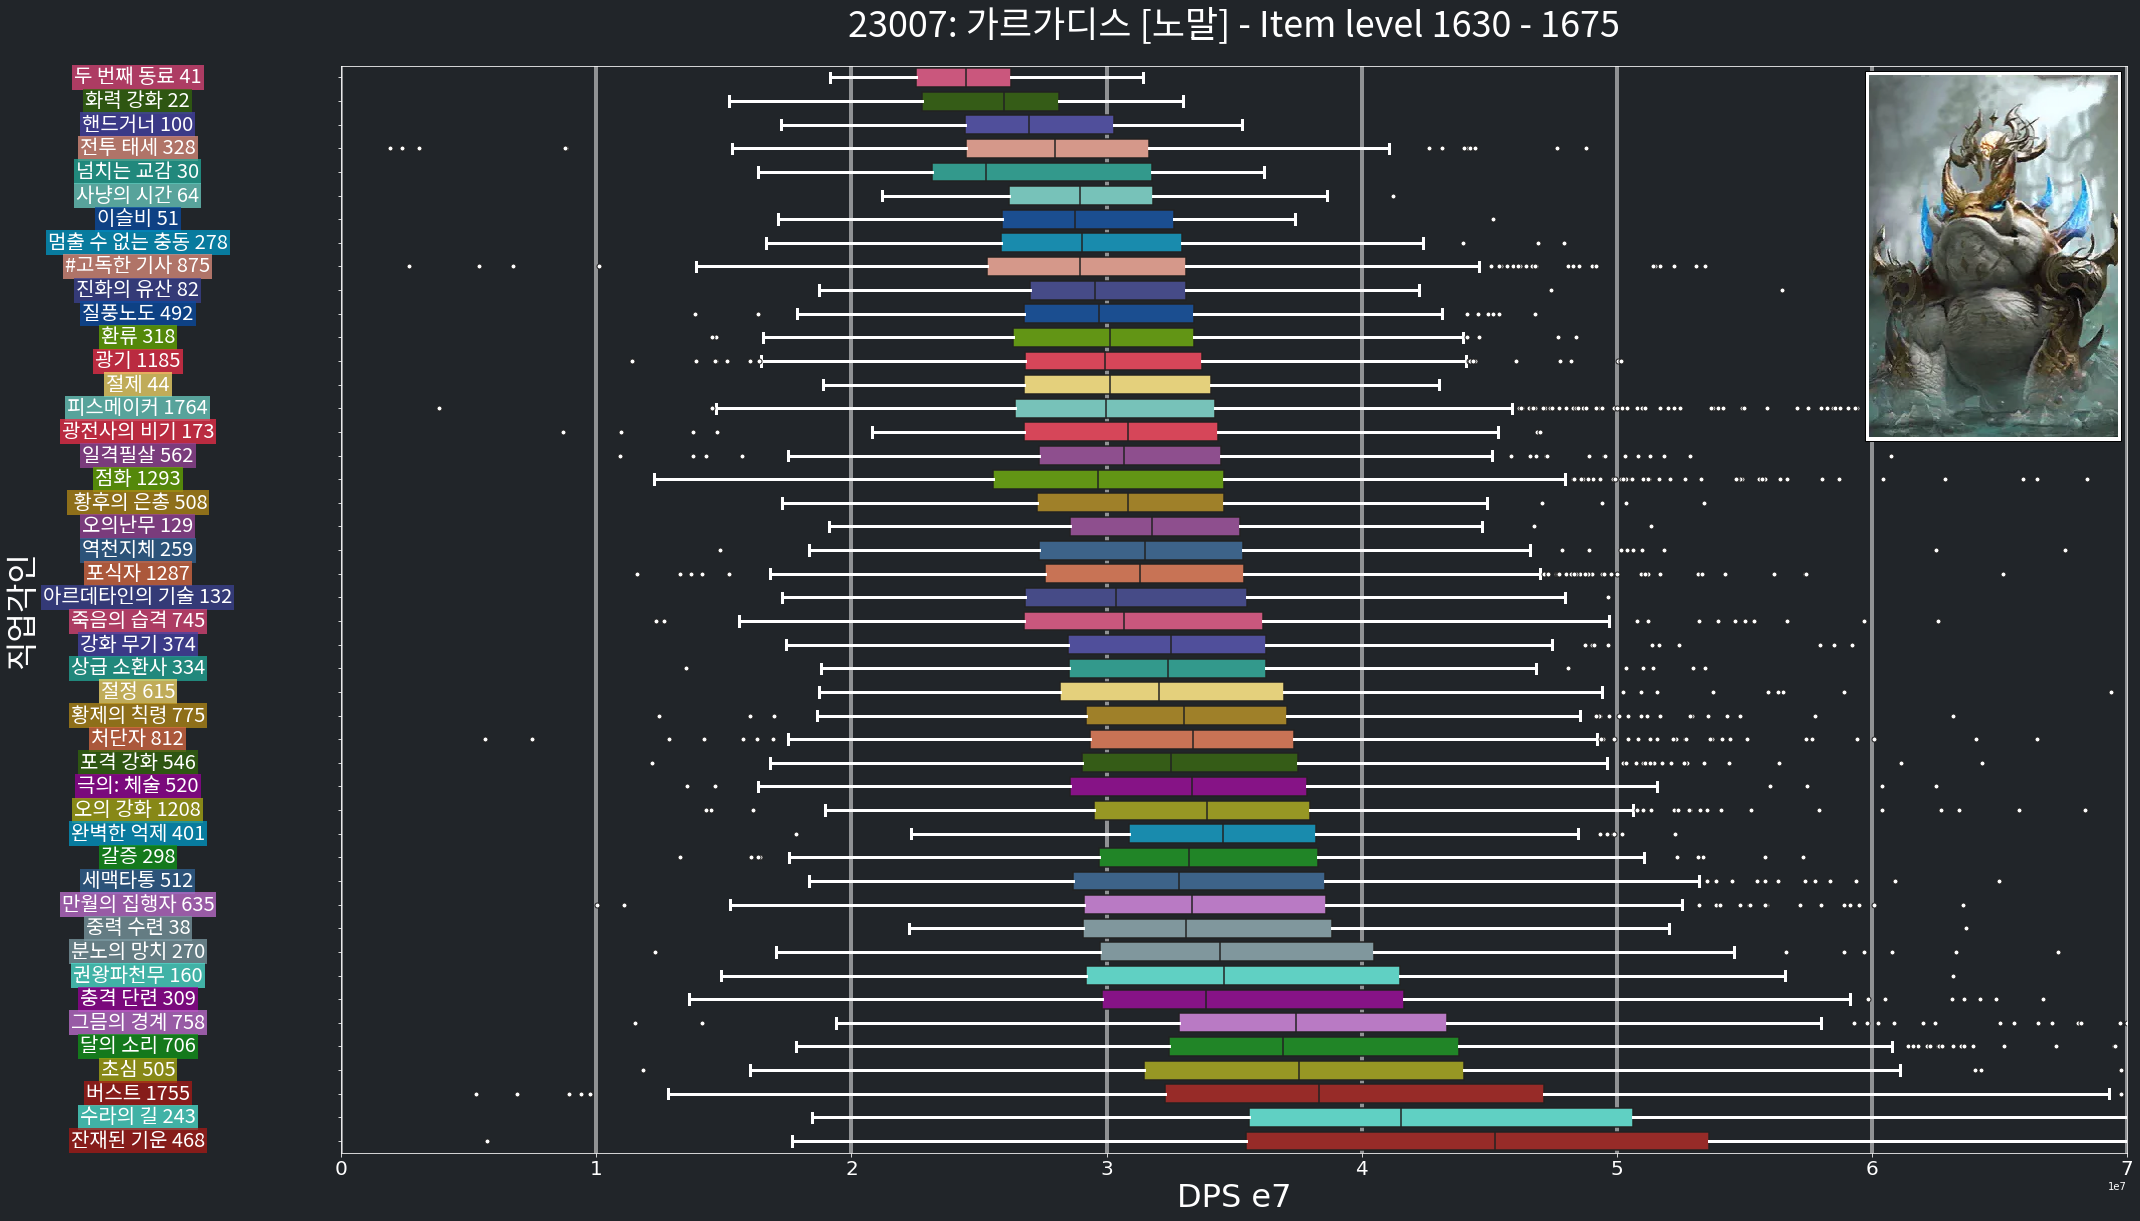 23007: 가르가디스 [노말] - Item level 1630 - 1675
직업각인
두 번째 동료 41
화력 강화 22
핸드거너 100
전투 태세 328
넘치는 교감 30
사냥의 시간 64
이슬비 51
멈출 수 없는 충동 278
#고독한 기사 875
진화의 유산 82
질풍노도 492
환류 318
광기 1185
절제 44
피스메이커 1764
광전사의 비기 173
일격필살 562
점화 1293
황후의 은총 508
오의난무 129
역천지체 259
포식자 1287
아르데타인의 기술 132
죽음의 습격 745
강화 무기 374
상급 소환사 334
절정 615
황제의 칙령 775
처단자 812
포격 강화 546
극의: 체술 520
오의 강화 1208
완벽한 억제 401
갈증 298
세맥타통 512
만월의 집행자 635
중력 수련 38
분노의 망치 270
권왕파천무 160
충격 단련 309
그믐의 경계 758
달의 소리 706
초심 505
버스트 1755
수라의 길 243
잔재된 기운 468
0 1 2 3 4 5 6 7
DPS e7
1e7